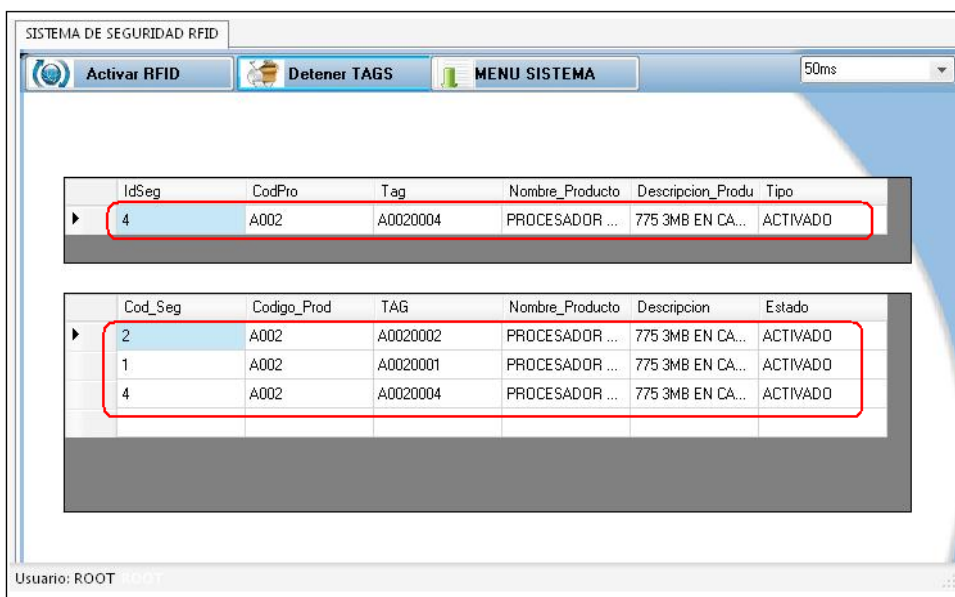 SISTEMA DE SEGURIDAD RFID
Activar RFID Detener TAGS MENU SISTEMA 50ms
IdSeg CodPro Tag Nombre_Producto Descripcion_Produ Tipo
4 A002 A0020004 PROCESADOR ... 775 3MB EN CA... ACTIVADO
Cod_Seg Codigo_Prod TAG Nombre_Producto Descripcion Estado
2 A002 A0020002 PROCESADOR ... 775 3MB EN CA... ACTIVADO
1 A002 A0020001 PROCESADOR ... 775 3MB EN CA... ACTIVADO
4 A002 A0020004 PROCESADOR ... 775 3MB EN CA... ACTIVADO
Usuario: ROOT ROOT